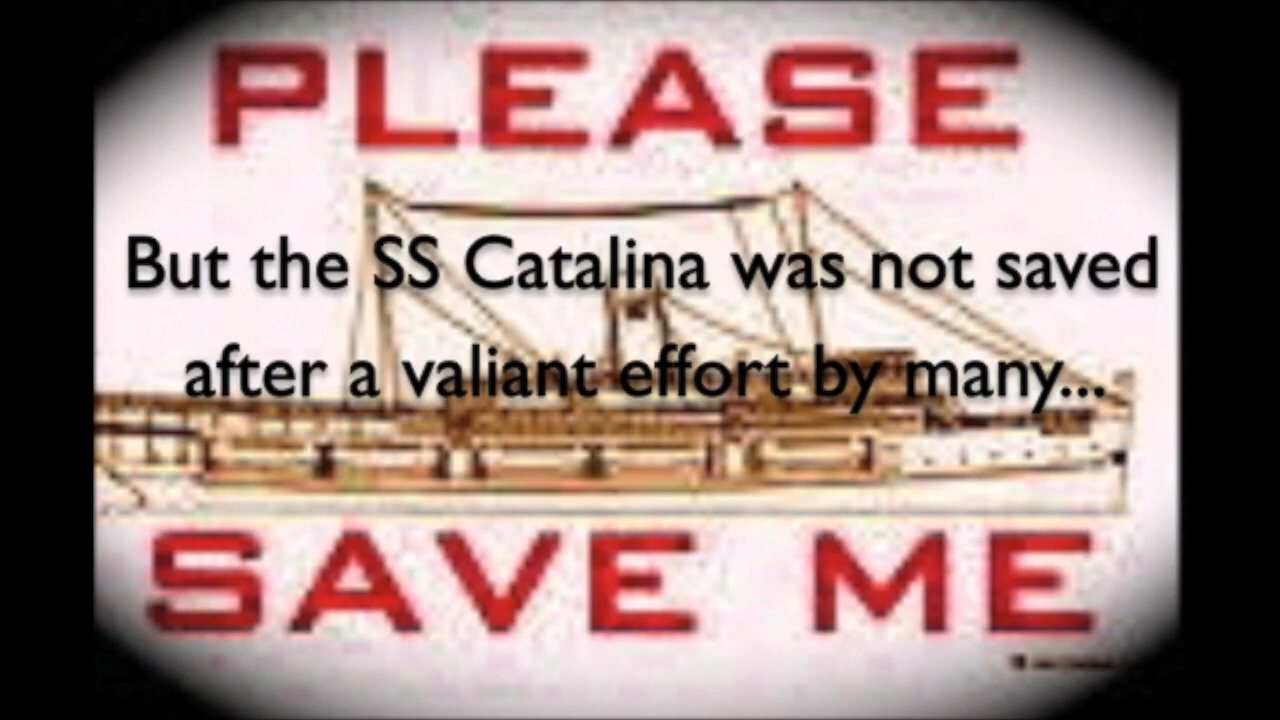 PLEASE
But the SS Catalina was not saved
after a valiant effort by many...
SAVE ME